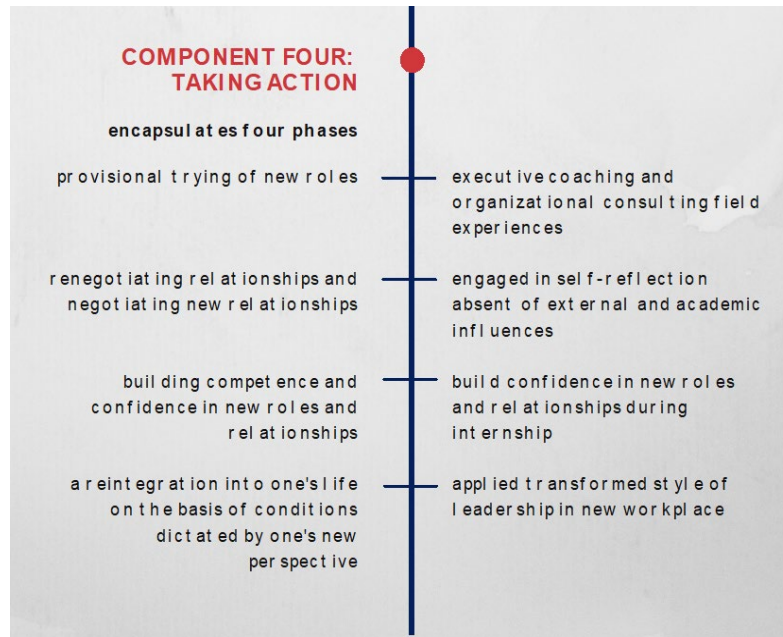 COMPONENT FOUR:
TAKING ACTION
encapsulates four phases
provisional trying of new roles
executive coaching and
organizational consulting field
experiences
renegotiating relationships and
negotiating new relationships
engaged in self-reflection
absent of external and academic
influences
building competence and
confidence in new roles and
relationships
build confidence in new roles
and relationships during
internship
a reintegration into one's life
on the basis of conditions
dictated by one's new
perspective
applied transformed style of
leadership in new workplace